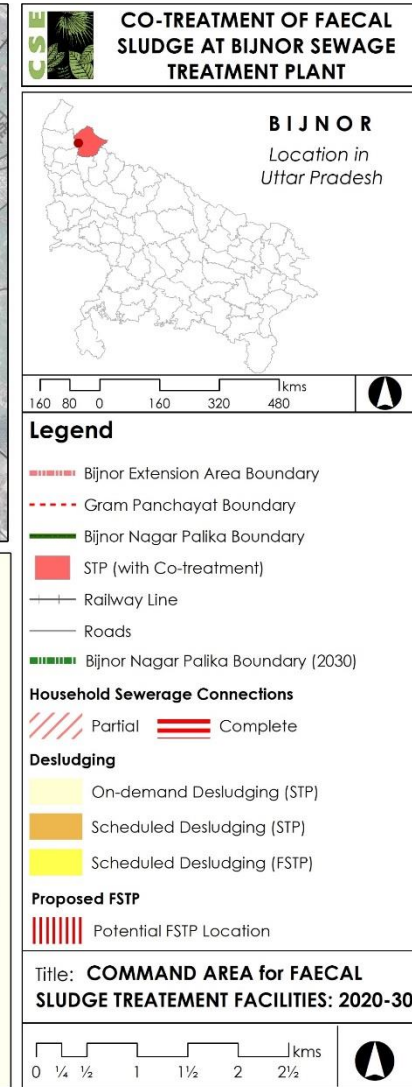 CSE
CO-TREATMENT OF FAECAL
SLUDGE AT BIJNOR SEWAGE
TREATMENT PLANT
BIJNOR
Location in
Uttar Pradesh
kms
160 80 0 160 320 480
Legend
Bijnor Extension Area Boundary
Gram Panchayat Boundary
Bijnor Nagar Palika Boundary
STP (with Co-treatment)
Railway Line
Roads
Bijnor Nagar Palika Boundary (2030)
Household Sewerage Connections
Partial Complete
Desludging
On-demand Desludging (STP)
Scheduled Desludging (STP)
Scheduled Desludging (FSTP)
Proposed FSTP
Potential FSTP Location
Title: COMMAND AREA for FAECAL
SLUDGE TREATEMENT FACILITIES: 2020-30
kms
0 ¼ ½ 1 1½ 2 2½